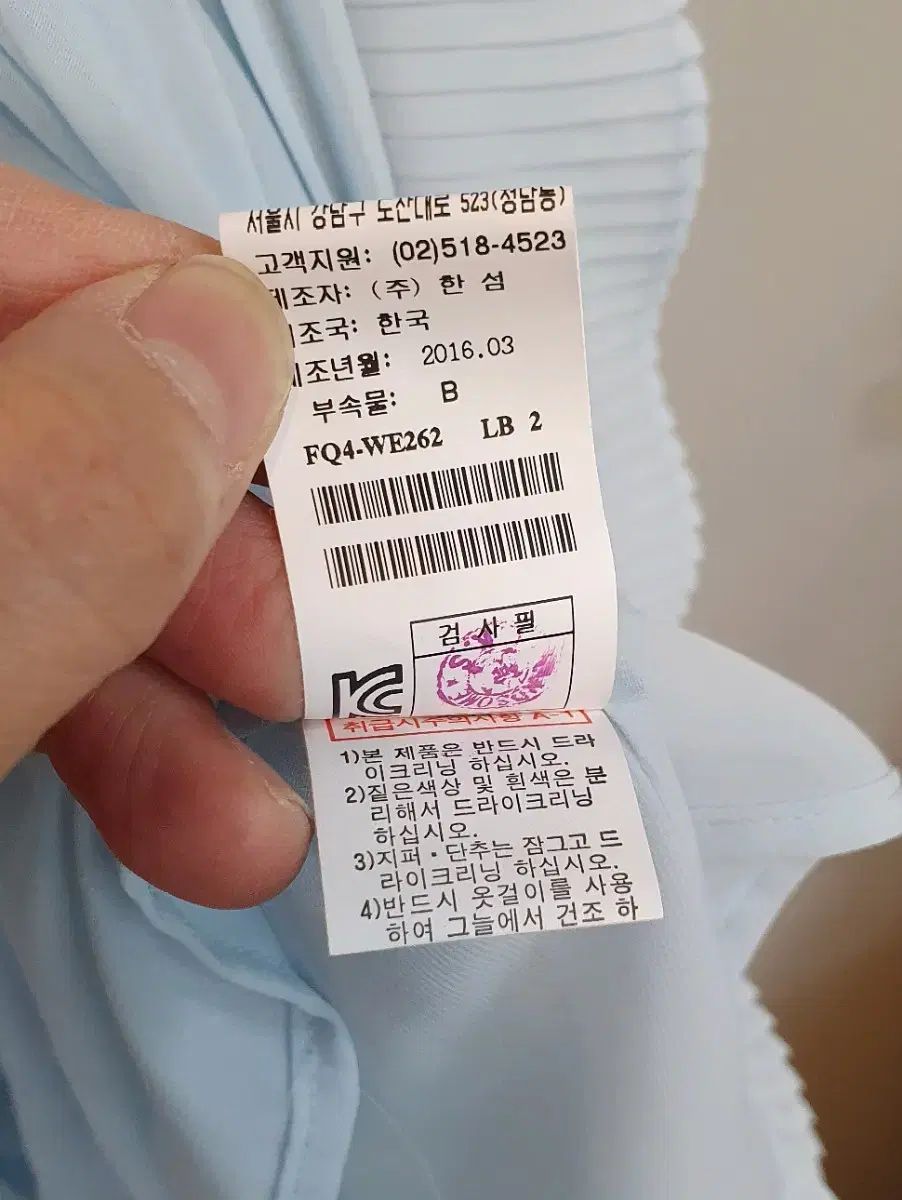 서울시 강남구 도산대로 523(청담동)
고객지원: (02)518-4523
제조자: (주) 한 섬
제조국: 한국
제조년월: 2016.03
부속물: B
FQ4-WE262 LB 2
검 사 필
KC
취급시주의사항 A-1
1)본 제품은 반드시 드라
이크리닝 하십시오.
2)짙은색상 및 흰색은 분
리해서 드라이크리닝
하십시오.
3)지퍼·단추는 잠그고 드
라이크리닝 하십시오.
4)반드시 옷걸이를 사용
하여 그늘에서 건조 하